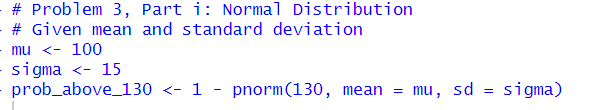 # Problem 3, Part i: Normal Distribution
# Given mean and standard deviation
mu <- 100
sigma <- 15
prob_above_130 <- 1 - pnorm(130, mean = mu, sd = sigma)